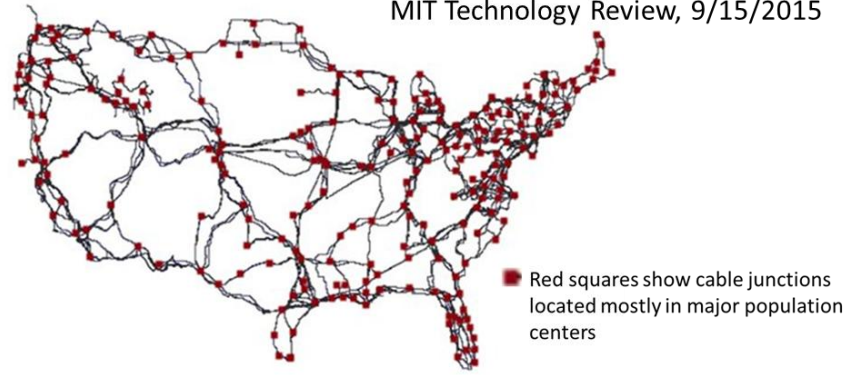 MIT Technology Review, 9/15/2015
Red squares show cable junctions
located mostly in major population
centers